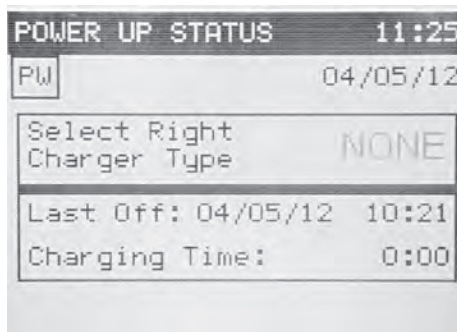 POWER UP STATUS 11:25
PW 04/05/12
Select Right
Charger Type NONE
Last Off: 04/05/12 10:21
Charging Time: 0:00